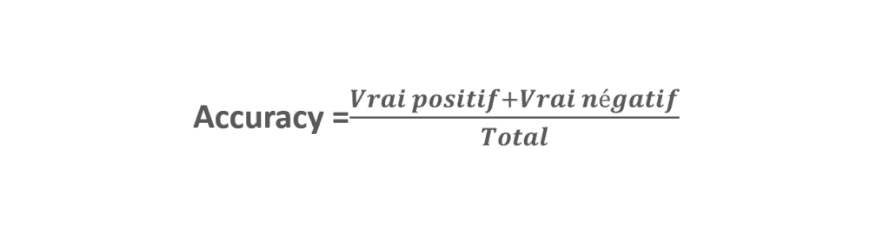 Accuracy = Vrai positif+Vrai négatif
Total